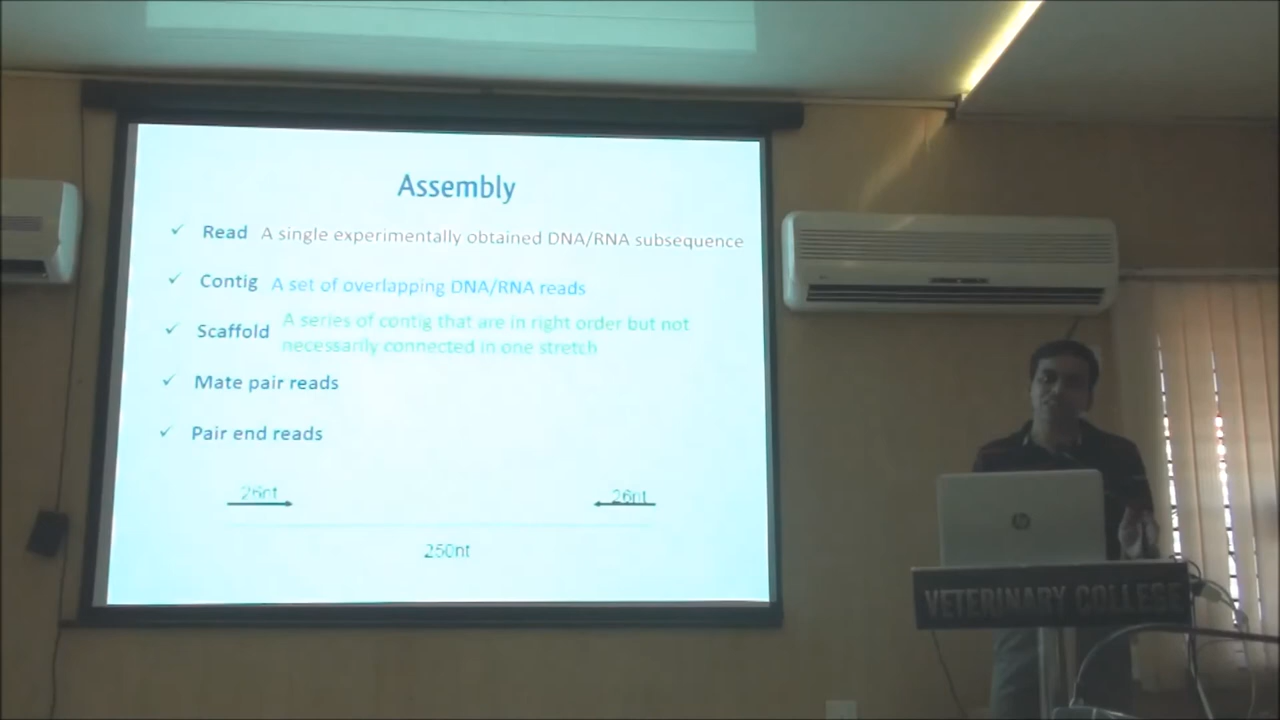 Assembly
✓ Read A single experimentally obtained DNA/RNA subsequence
✓ Contig A set of overlapping DNA/RNA reads
✓ Scaffold A series of contig that are in right order but not
necessarily connected in one stretch
✓ Mate pair reads
✓ Pair end reads
26nt 26nt
250nt
hp
VETERINARY COLLEGE